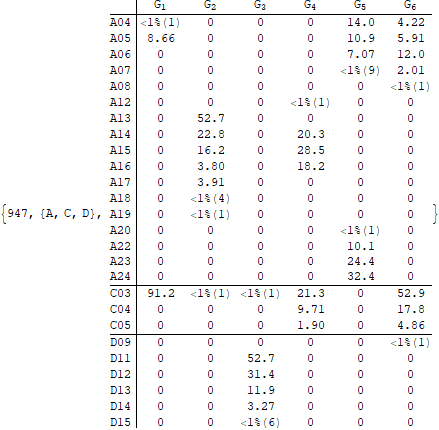 G1 G2 G3 G4 G5 G6
A04 <1%(1) 0 0 0 14.0 4.22
A05 8.66 0 0 0 10.9 5.91
A06 0 0 0 0 7.07 12.0
A07 0 0 0 0 <1%(9) 2.01
A08 0 0 0 0 0 <1%(1)
A12 0 0 0 <1%(1) 0 0
A13 0 52.7 0 0 0 0
A14 0 22.8 0 20.3 0 0
A15 0 16.2 0 28.5 0 0
A16 0 3.80 0 18.2 0 0
A17 0 3.91 0 0 0 0
A18 0 <1%(4) 0 0 0 0
{947, {A, C, D}, A19 0 <1%(1) 0 0 0 0 }
A20 0 0 0 0 <1%(1) 0
A22 0 0 0 0 10.1 0
A23 0 0 0 0 24.4 0
A24 0 0 0 0 32.4 0
C03 91.2 <1%(1) <1%(1) 21.3 0 52.9
C04 0 0 0 9.71 0 17.8
C05 0 0 0 1.90 0 4.86
D09 0 0 0 0 0 <1%(1)
D11 0 0 52.7 0 0 0
D12 0 0 31.4 0 0 0
D13 0 0 11.9 0 0 0
D14 0 0 3.27 0 0 0
D15 0 0 <1%(6) 0 0 0